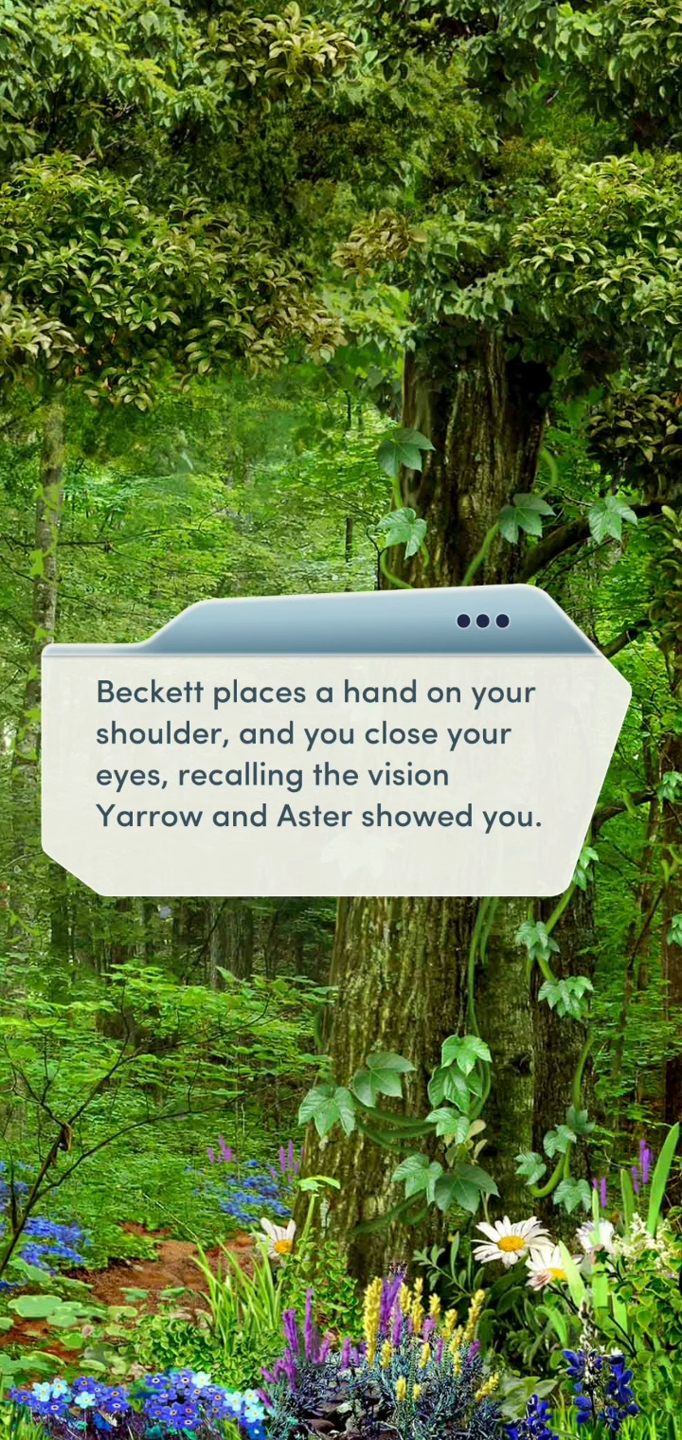 Beckett places a hand on your
shoulder, and you close your
eyes, recalling the vision
Yarrow and Aster showed you.